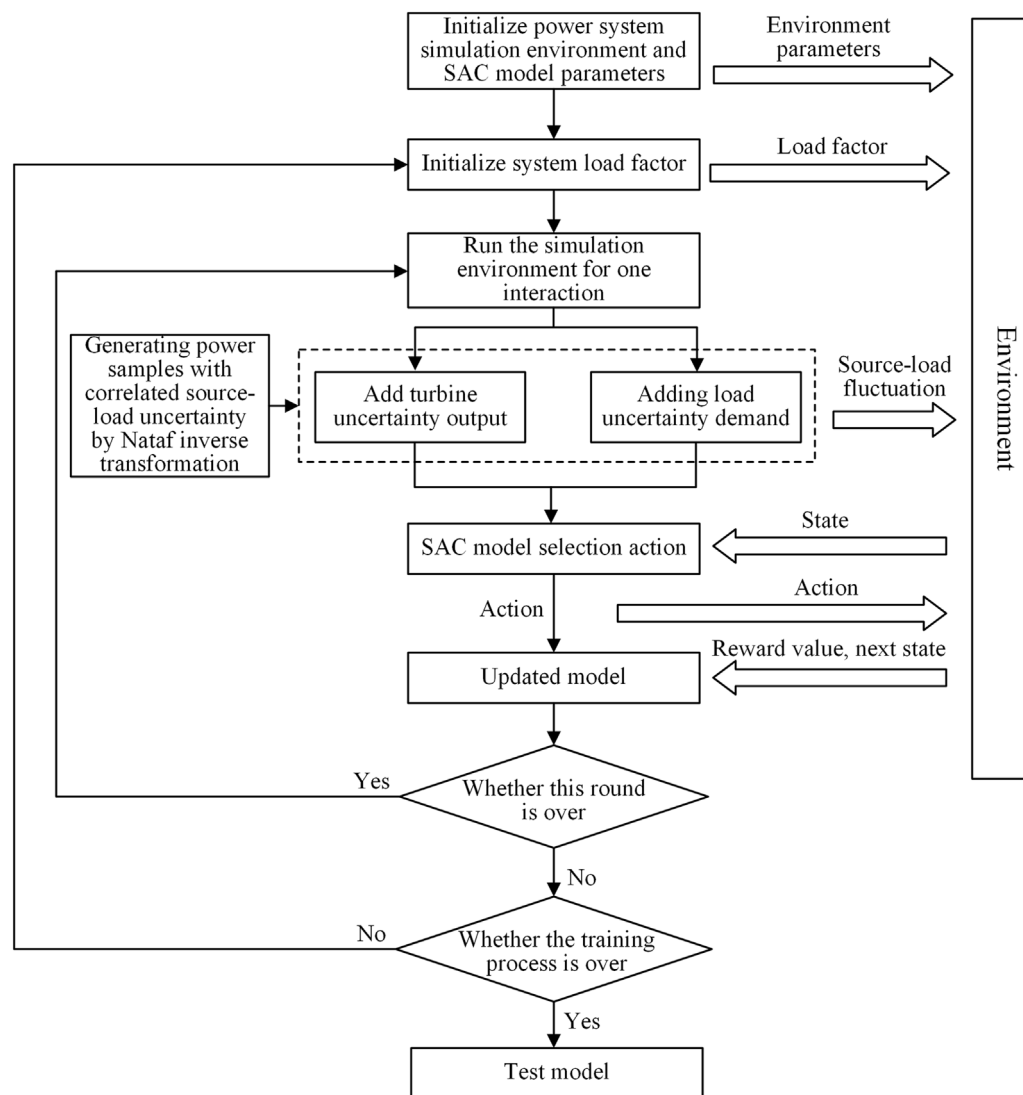 Initialize power system
simulation environment and
SAC model parameters
Environment
parameters
Initialize system load factor
Load factor
Run the simulation
environment for one
interaction
Generating power
samples with
correlated source-
load uncertainty
by Nataf inverse
transformation
Add turbine
uncertainty output
Adding load
uncertainty demand
Source-load
fluctuation
Environment
SAC model selection action
State
Action
Action
Updated model
Reward value, next state
Yes
Whether this round
is over
No
No
Whether the training
process is over
Yes
Test model